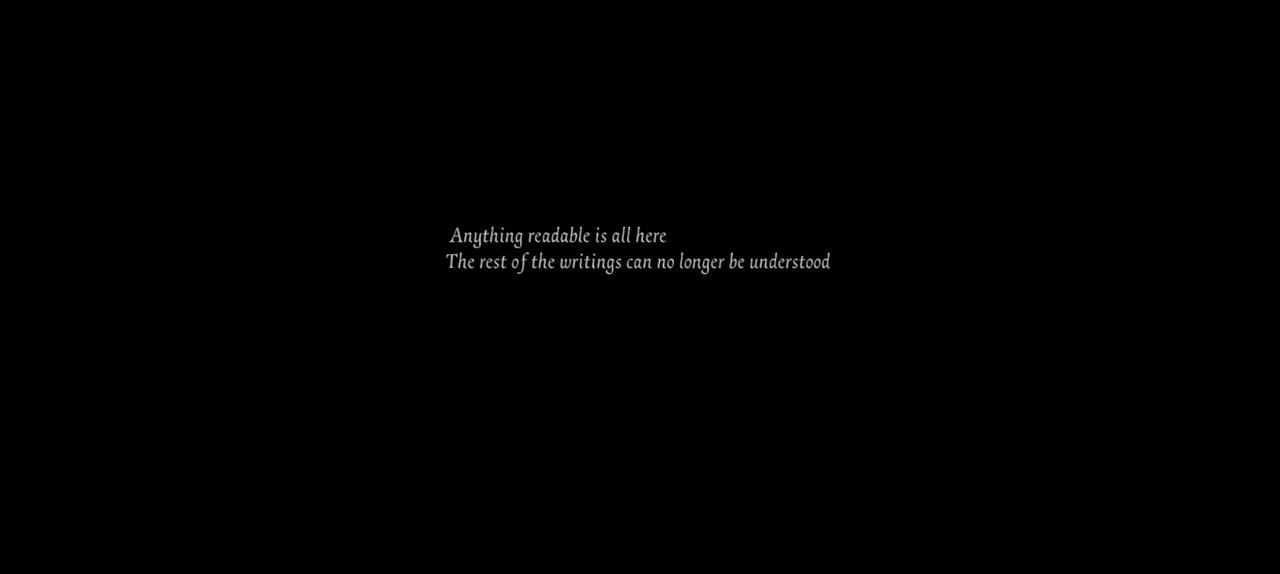 Anything readable is all here
The rest of the writings can no longer be understood